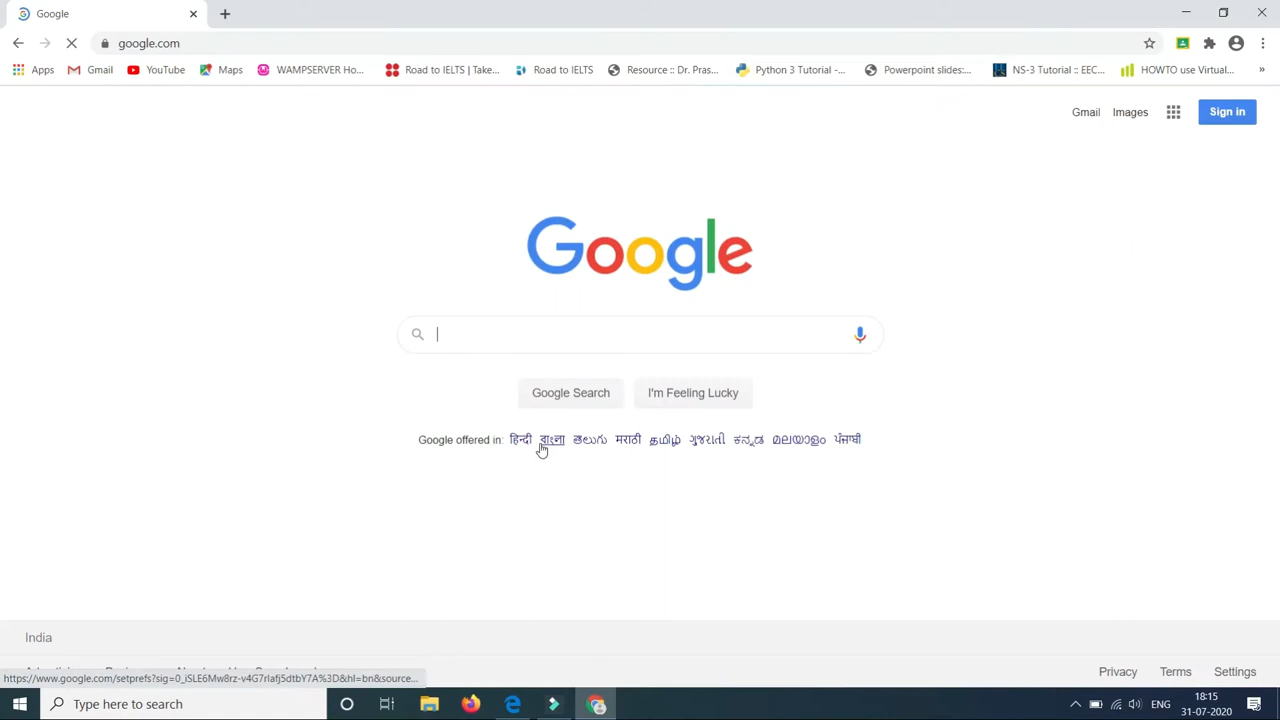 Google
google.com
Apps Gmail YouTube Maps WAMPSERVER Ho... Road to IELTS | Take... Road to IELTS Resource :: Dr. Pras... Python 3 Tutorial -... Powerpoint slides:... NS-3 Tutorial :: EEC... HOWTO use Virtual... »
Gmail Images Sign in
Google
Google Search I'm Feeling Lucky
Google offered in: हिन्दी বাংলা తెలుగు मराठी தமிழ் ગુજરાતી ಕನ್ನಡ മലയാളം ਪੰਜਾਬੀ
India
Privacy Terms Settings
https://www.google.com/setprefs?sig=0_iSLE6Mw8rz-v4G7rlafj5dtbY7A%3D&hl=bn&source...
Type here to search
ENG
18:15
31-07-2020